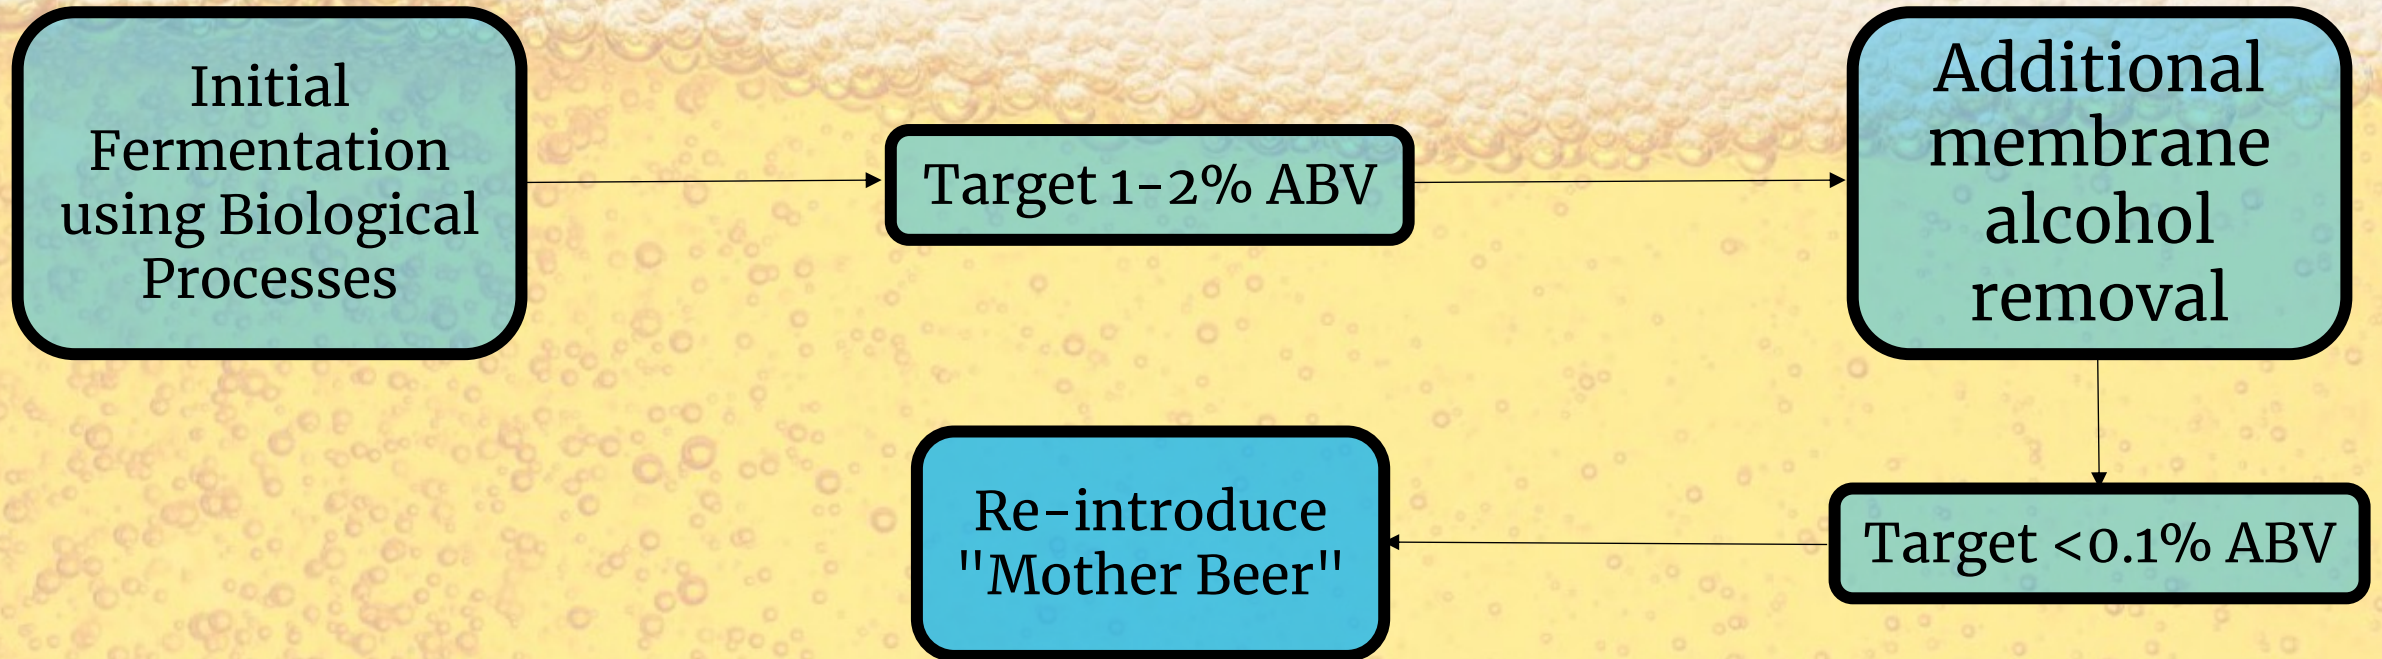 Initial
Fermentation
using Biological
Processes
Target 1-2% ABV
Additional
membrane
alcohol
removal
Target <0.1% ABV
Re-introduce
"Mother Beer"